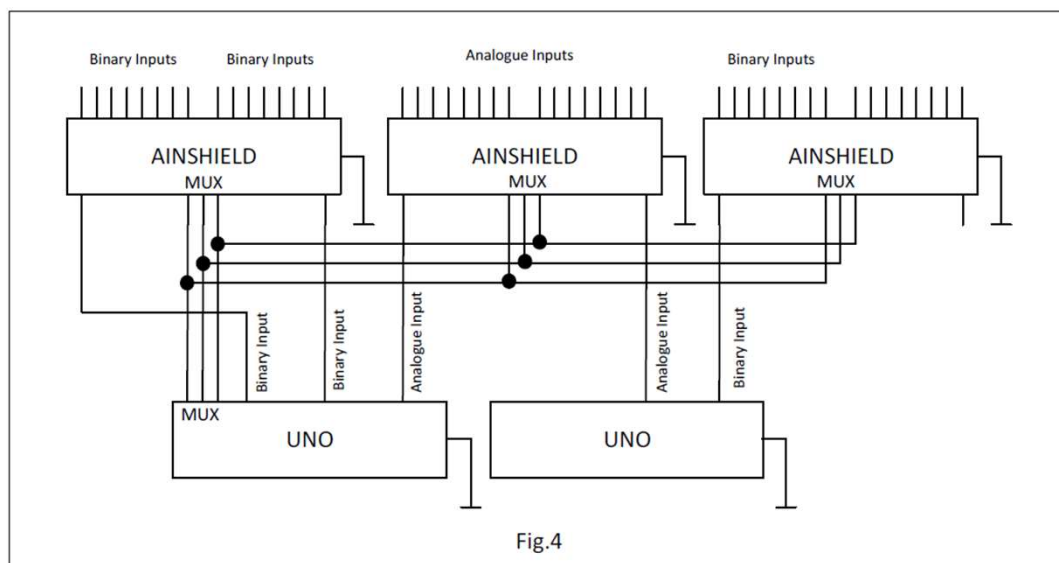 Binary Inputs
Binary Inputs
Analogue Inputs
Binary Inputs
AINSHIELD
MUX
AINSHIELD
MUX
AINSHIELD
MUX
Binary Input
Binary Input
Analogue Input
Analogue Input
Binary Input
MUX
UNO
UNO
Fig.4